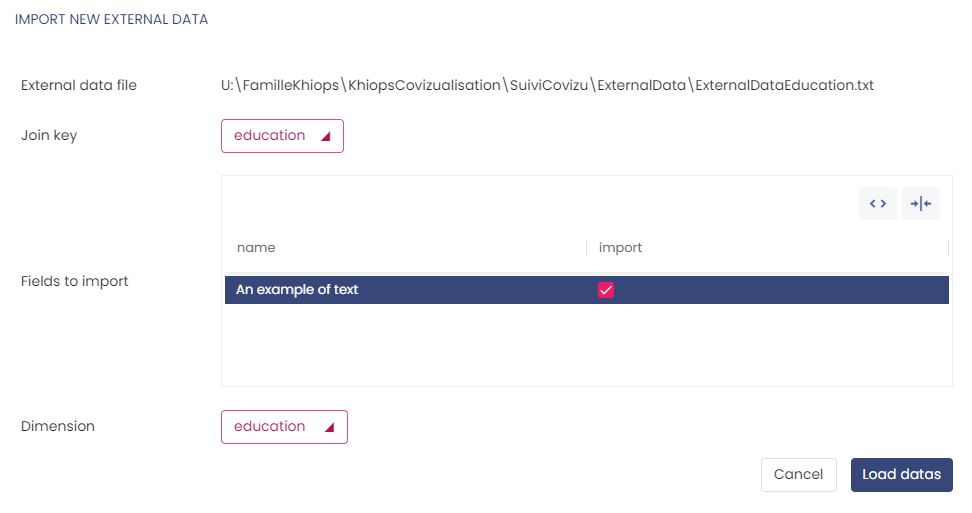 IMPORT NEW EXTERNAL DATA
External data file U:\FamilleKhiops\KhiopsCovizualisation\SuiviCovizu\ExternalData\ExternalDataEducation.txt
Join key education
name import
Fields to import
An example of text
Dimension education
Cancel Load datas